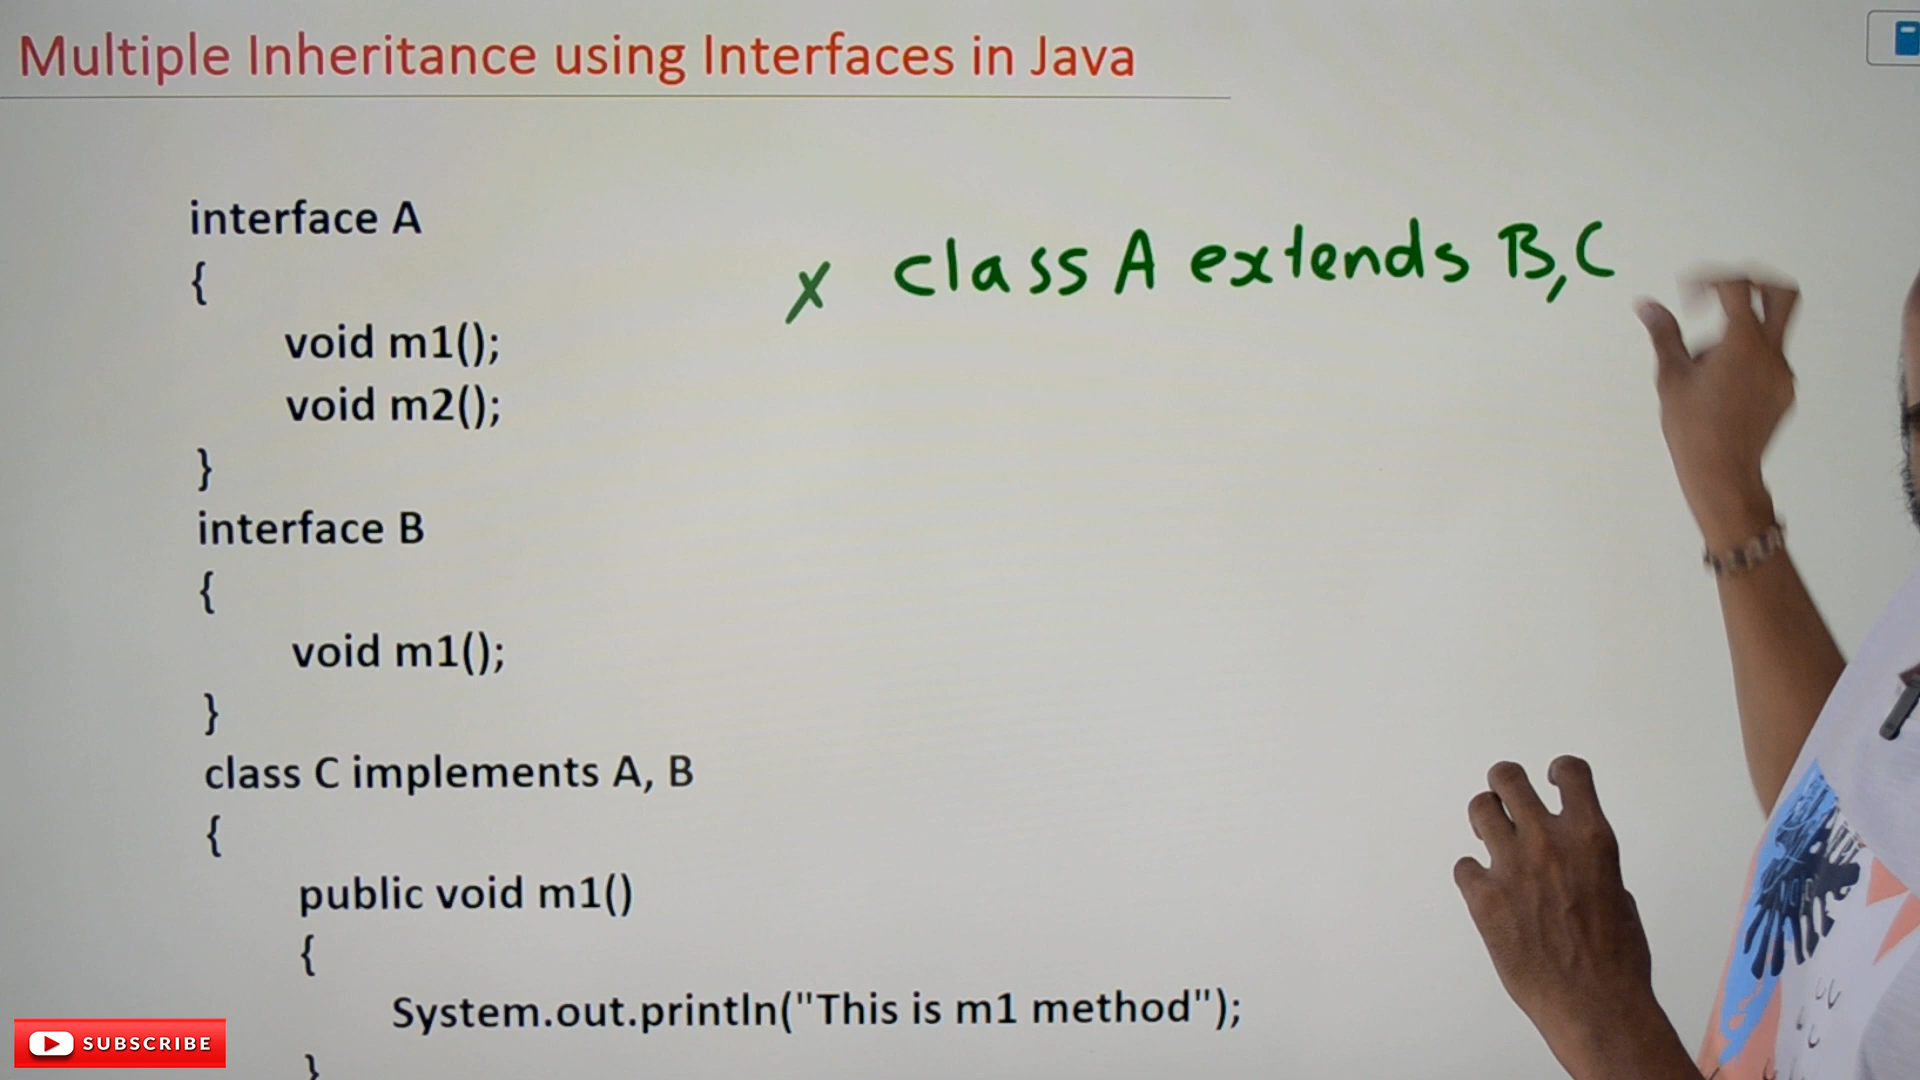 Multiple Inheritance using Interfaces in Java
interface A
{
void m1();
void m2();
}
interface B
{
void m1();
}
class C implements A, B
{
public void m1()
{
System.out.println("This is m1 method");
}
✗ class A extends B,C
SUBSCRIBE